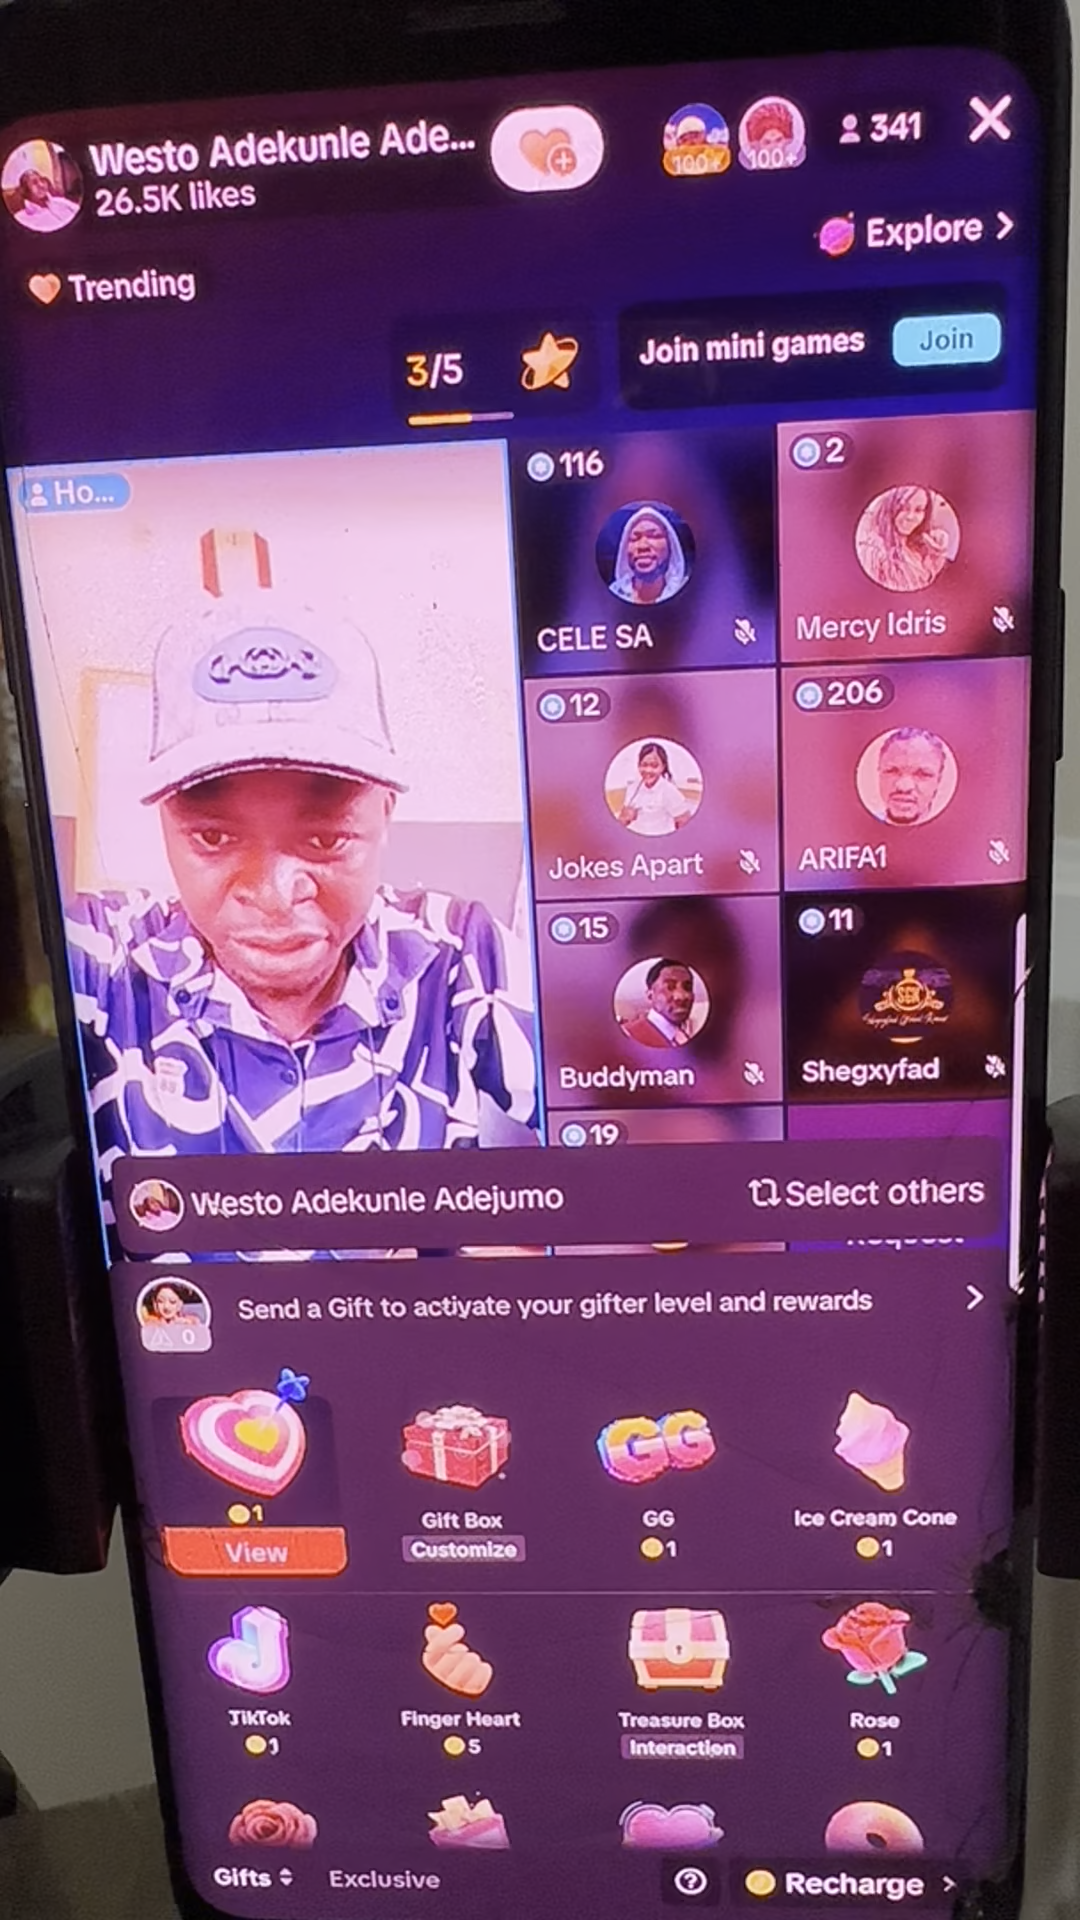 Westo Adekunle Ade...
26.5K likes
100+
100+
341
Explore >
Trending
3/5
Join mini games
Join
Ho...
116
CELE SA
2
Mercy Idris
12
Jokes Apart
206
ARIFA1
15
Buddyman
11
Shegxyfad
19
Westo Adekunle Adejumo
Select others
Send a Gift to activate your gifter level and rewards >
0
1
View
Gift Box
Customize
GG
1
Ice Cream Cone
1
TikTok
1
Finger Heart
5
Treasure Box
Interaction
Rose
1
Gifts
Exclusive
Recharge >